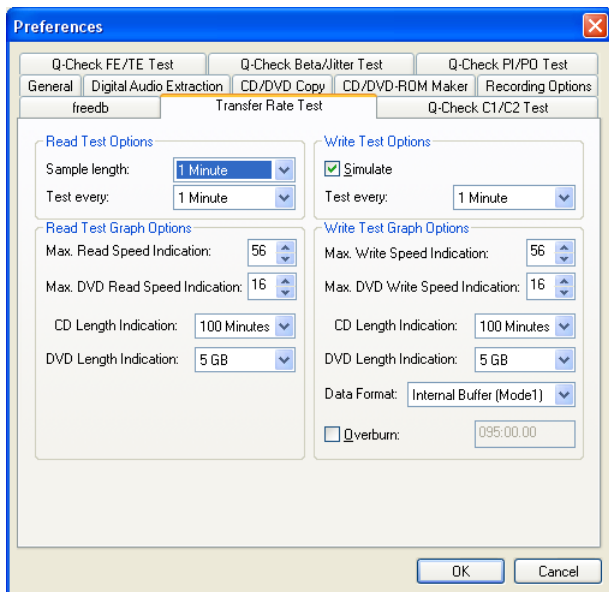 Preferences
Q-Check FE/TE Test Q-Check Beta/Jitter Test Q-Check PI/PO Test
General Digital Audio Extraction CD/DVD Copy CD/DVD-ROM Maker Recording Options
freedb Transfer Rate Test Q-Check C1/C2 Test
Read Test Options
Sample length: 1 Minute
Test every: 1 Minute
Write Test Options
Simulate
Test every: 1 Minute
Read Test Graph Options
Max. Read Speed Indication: 56
Max. DVD Read Speed Indication: 16
CD Length Indication: 100 Minutes
DVD Length Indication: 5 GB
Write Test Graph Options
Max. Write Speed Indication: 56
Max. DVD Write Speed Indication: 16
CD Length Indication: 100 Minutes
DVD Length Indication: 5 GB
Data Format: Internal Buffer (Mode1)
Overburn: 095:00.00
OK Cancel